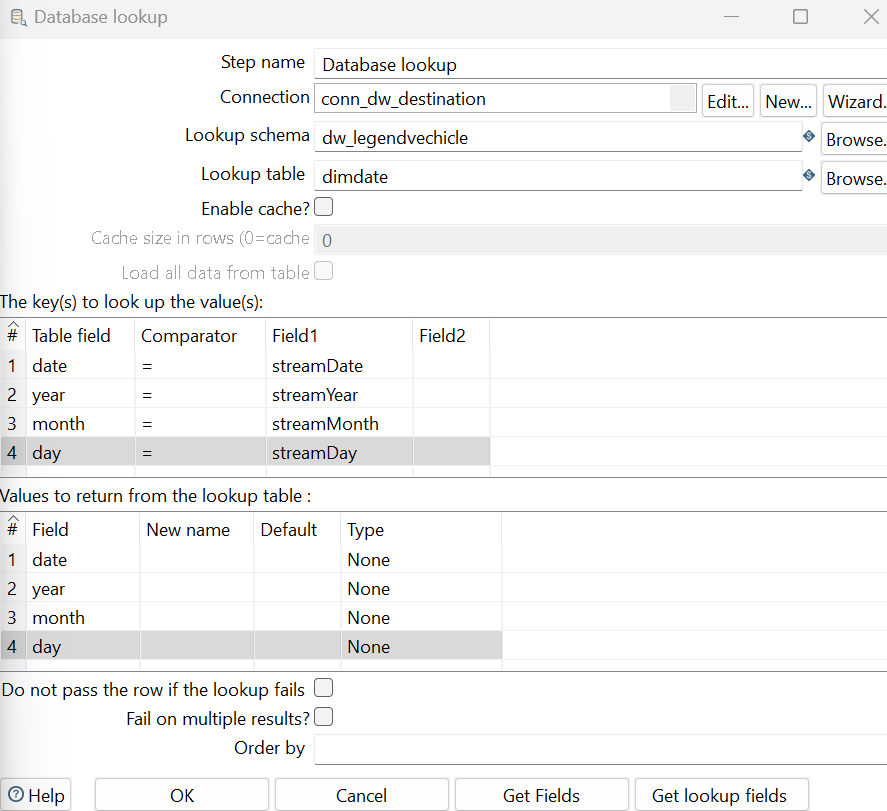 Database lookup
Step name Database lookup
Connection conn_dw_destination Edit... New... Wizard.
Lookup schema dw_legendvechicle Browse.
Lookup table dimdate Browse.
Enable cache?
Cache size in rows (0=cache 0
Load all data from table
The key(s) to look up the value(s):
# Table field Comparator Field1 Field2
1 date = streamDate
2 year = streamYear
3 month = streamMonth
4 day = streamDay
Values to return from the lookup table :
# Field New name Default Type
1 date None
2 year None
3 month None
4 day None
Do not pass the row if the lookup fails
Fail on multiple results?
Order by
Help OK Cancel Get Fields Get lookup fields